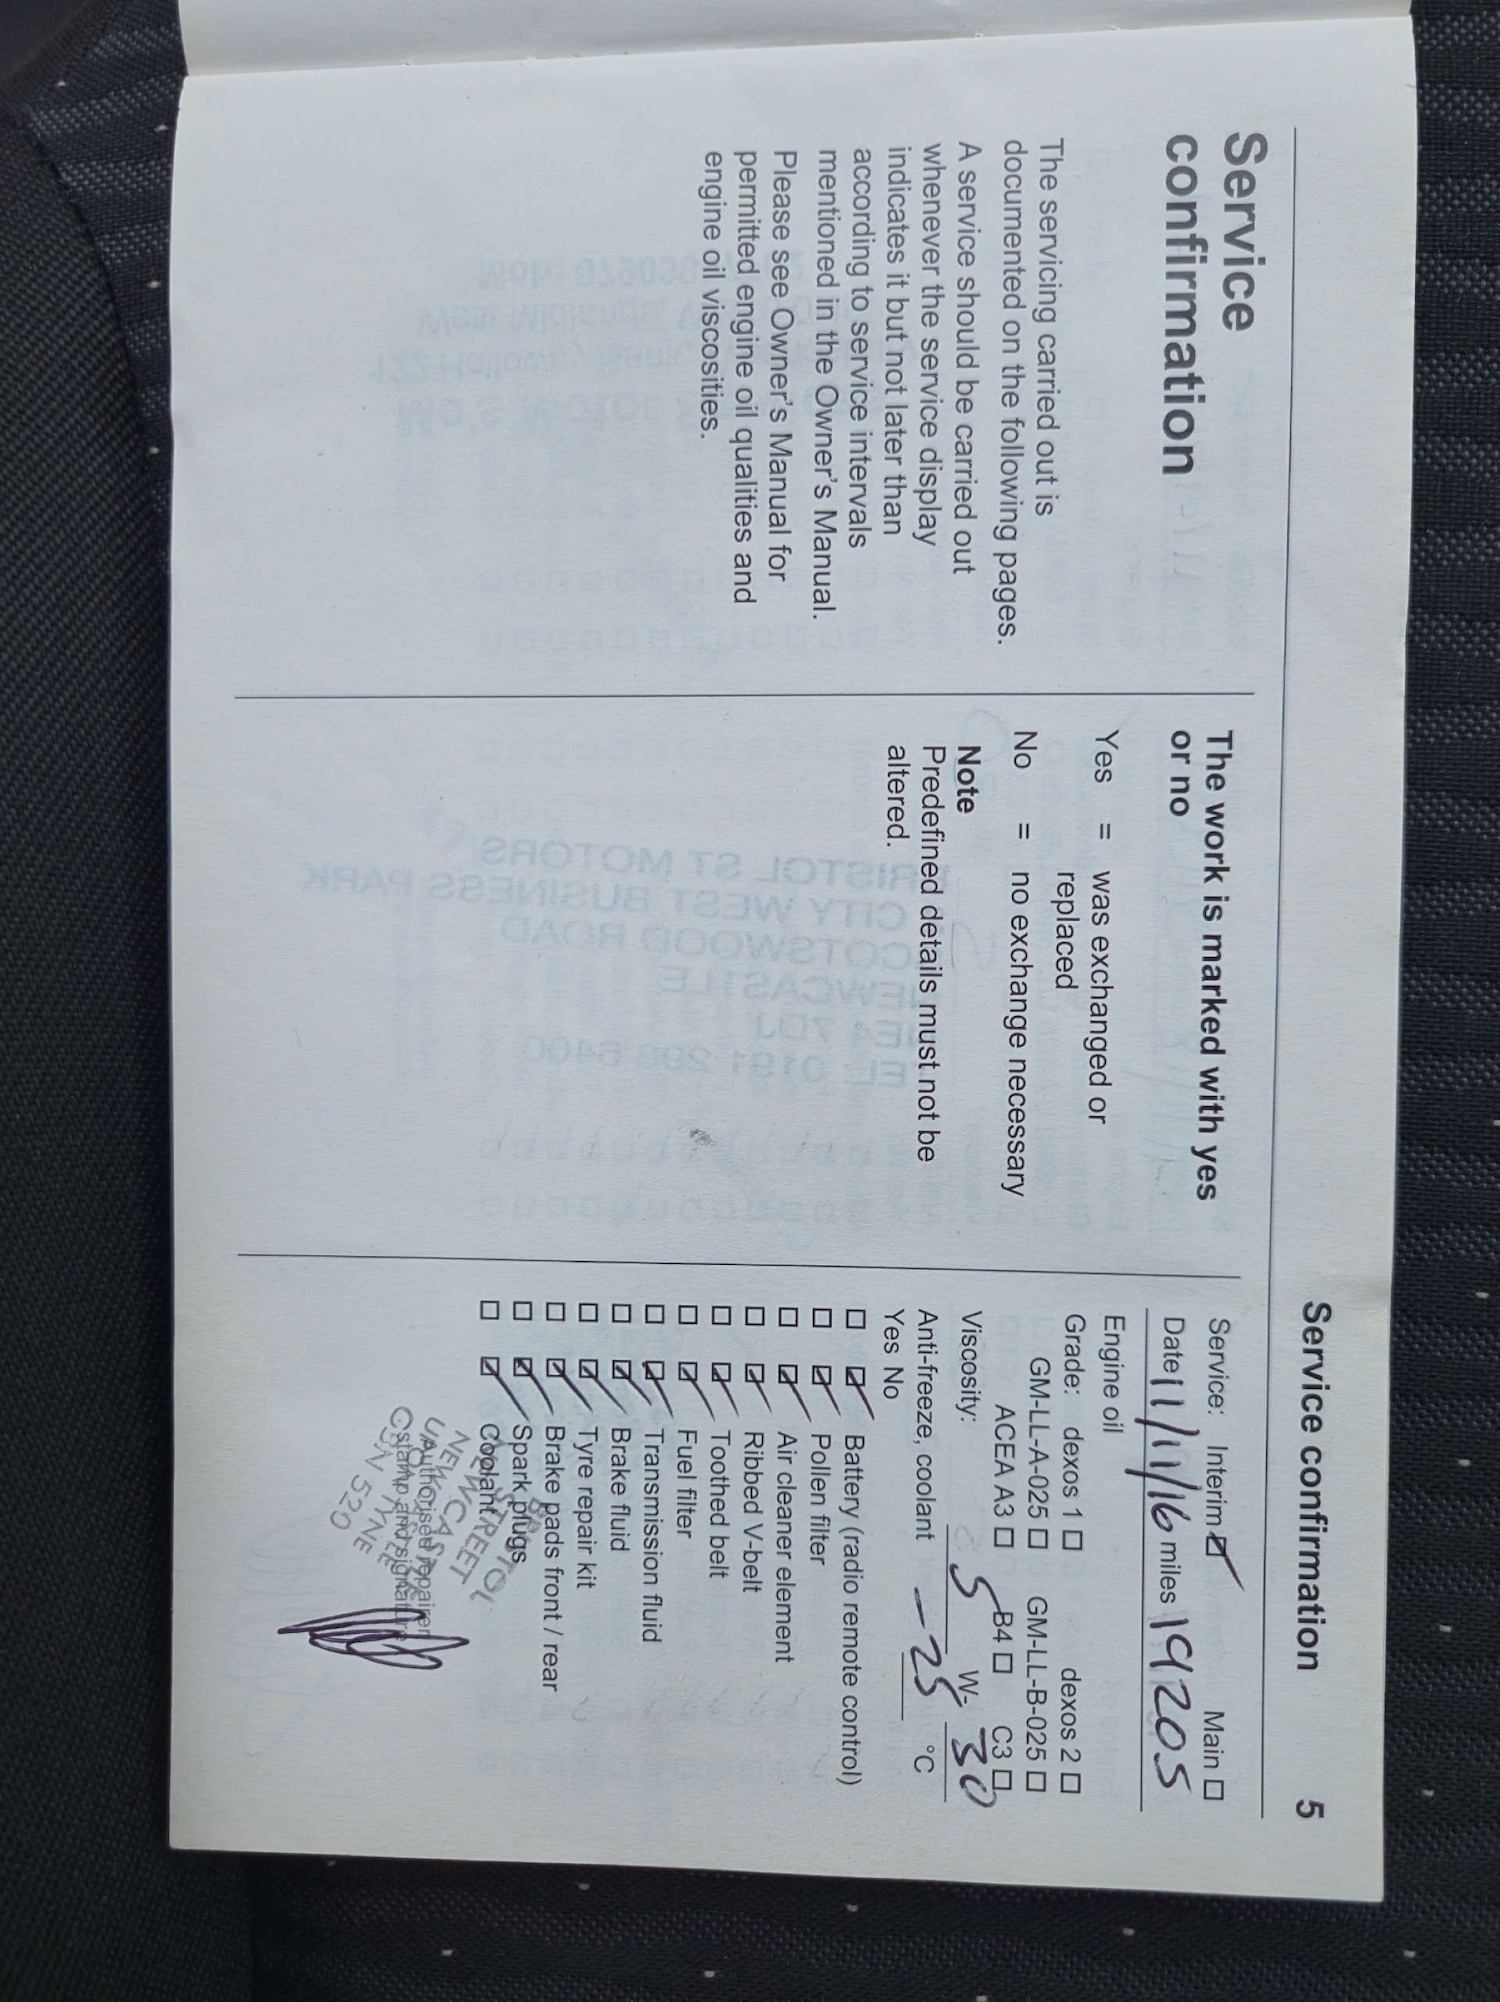 Service confirmation 5
Service
confirmation
The servicing carried out is
documented on the following pages.
A service should be carried out
whenever the service display
indicates it but not later than
according to service intervals
mentioned in the Owner's Manual.
Please see Owner's Manual for
permitted engine oil qualities and
engine oil viscosities.
The work is marked with yes
or no
Yes = was exchanged or
replaced
No = no exchange necessary
Note
Predefined details must not be
altered.
Service: Interim ☑ Main ☐
Date 11/11/16 miles 19205
Engine oil
Grade: dexos 1 ☐ dexos 2 ☐
GM-LL-A-025 ☐ GM-LL-B-025 ☐
ACEA A3 ☐ B4 ☐ C3 ☐
Viscosity: 5 W- 30
Anti-freeze, coolant -25 °C
Yes No
☐ ☑ Battery (radio remote control)
☐ ☑ Pollen filter
☐ ☑ Air cleaner element
☐ ☑ Ribbed V-belt
☐ ☑ Toothed belt
☐ ☑ Fuel filter
☐ ☑ Transmission fluid
☐ ☑ Brake fluid
☐ ☑ Tyre repair kit
☐ ☑ Brake pads front / rear
☐ ☑ Spark plugs
☐ ☑ Coolant
Authorised repairer
stamp and signature
BRISTOL
STREET
NEWCASTLE
UPON TYNE
520